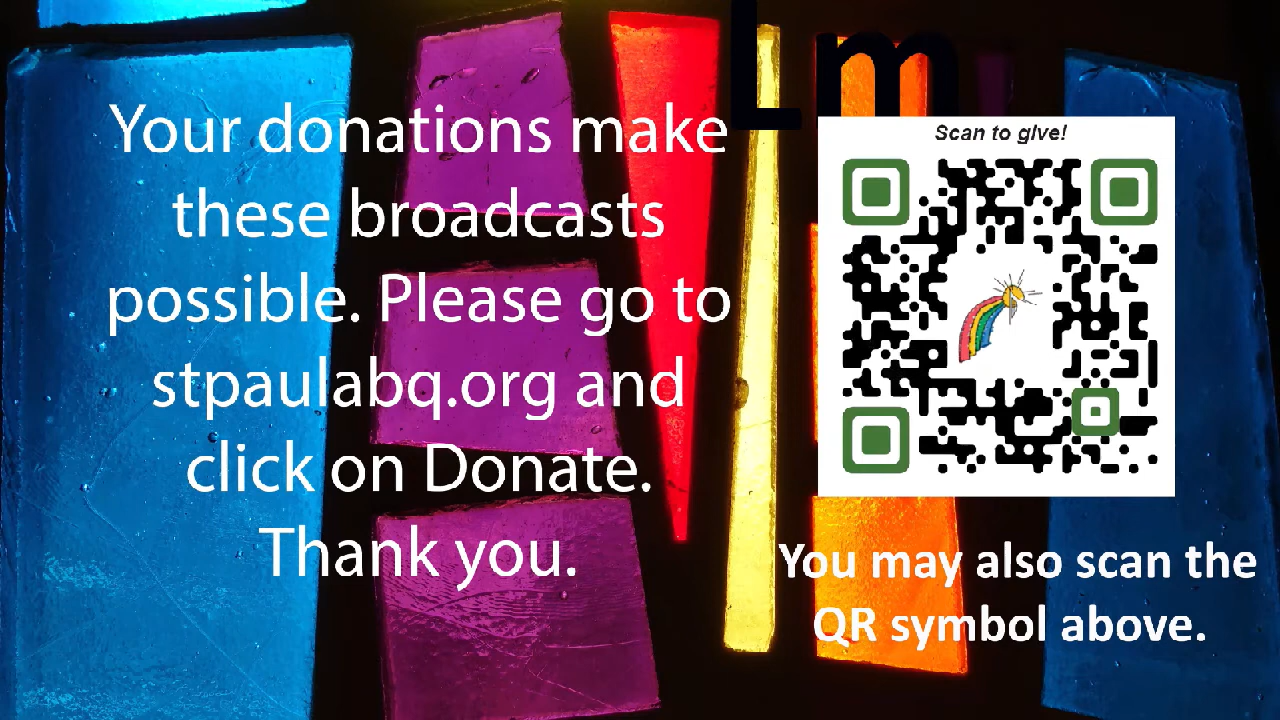 Your donations make
these broadcasts
possible. Please go to
stpaulabq.org and
click on Donate.
Thank you.
Lm
Scan to give!
You may also scan the
QR symbol above.